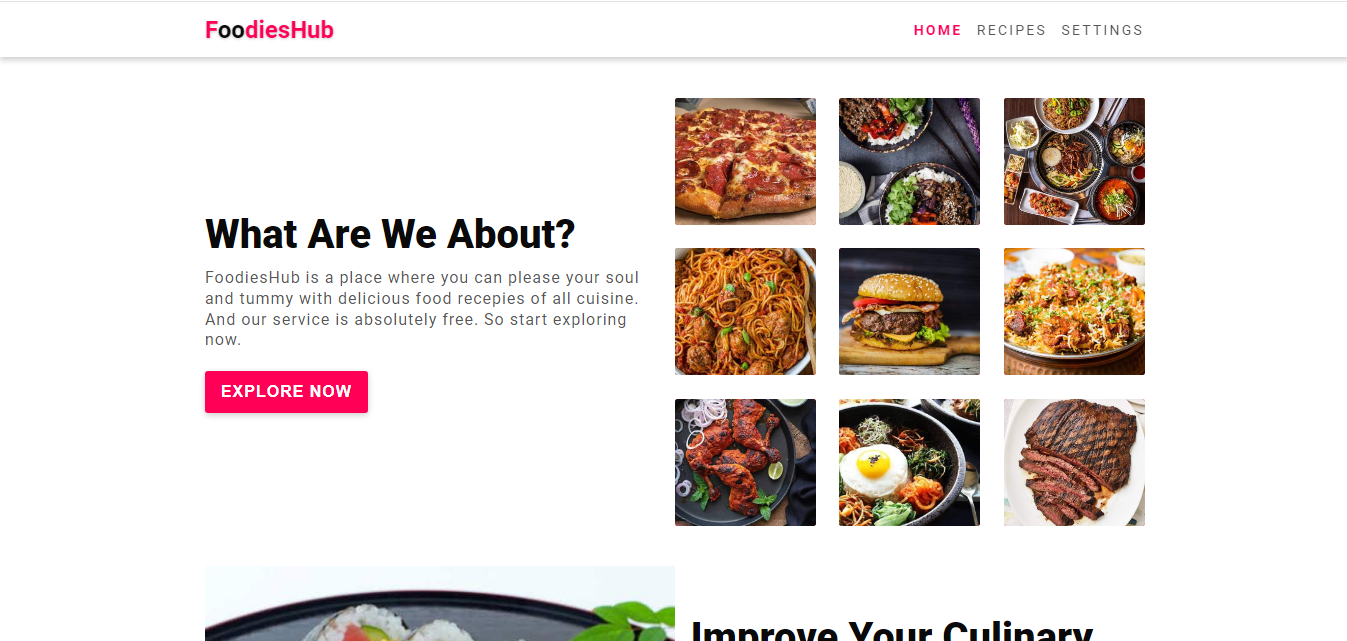 FoodiesHub
HOME RECIPES SETTINGS
What Are We About?
FoodiesHub is a place where you can please your soul
and tummy with delicious food recepies of all cuisine.
And our service is absolutely free. So start exploring
now.
EXPLORE NOW
Improve Your Culinary